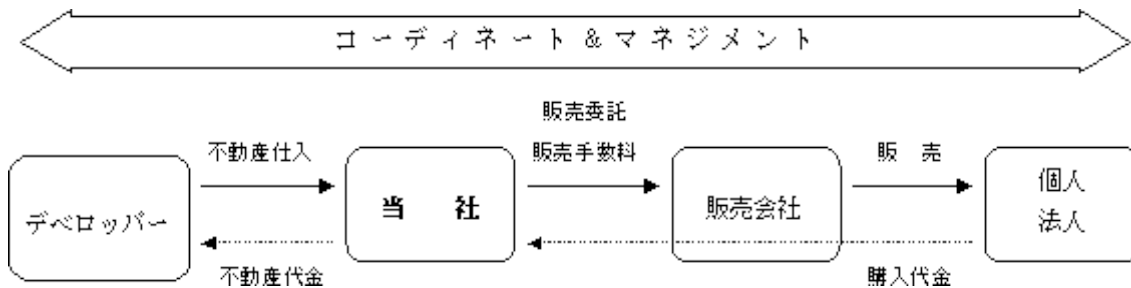 コーディネート＆マネジメント
販売委託
不動産仕入
販売手数料
販　売
デベロッパー
当　社
販売会社
個人
法人
不動産代金
購入代金